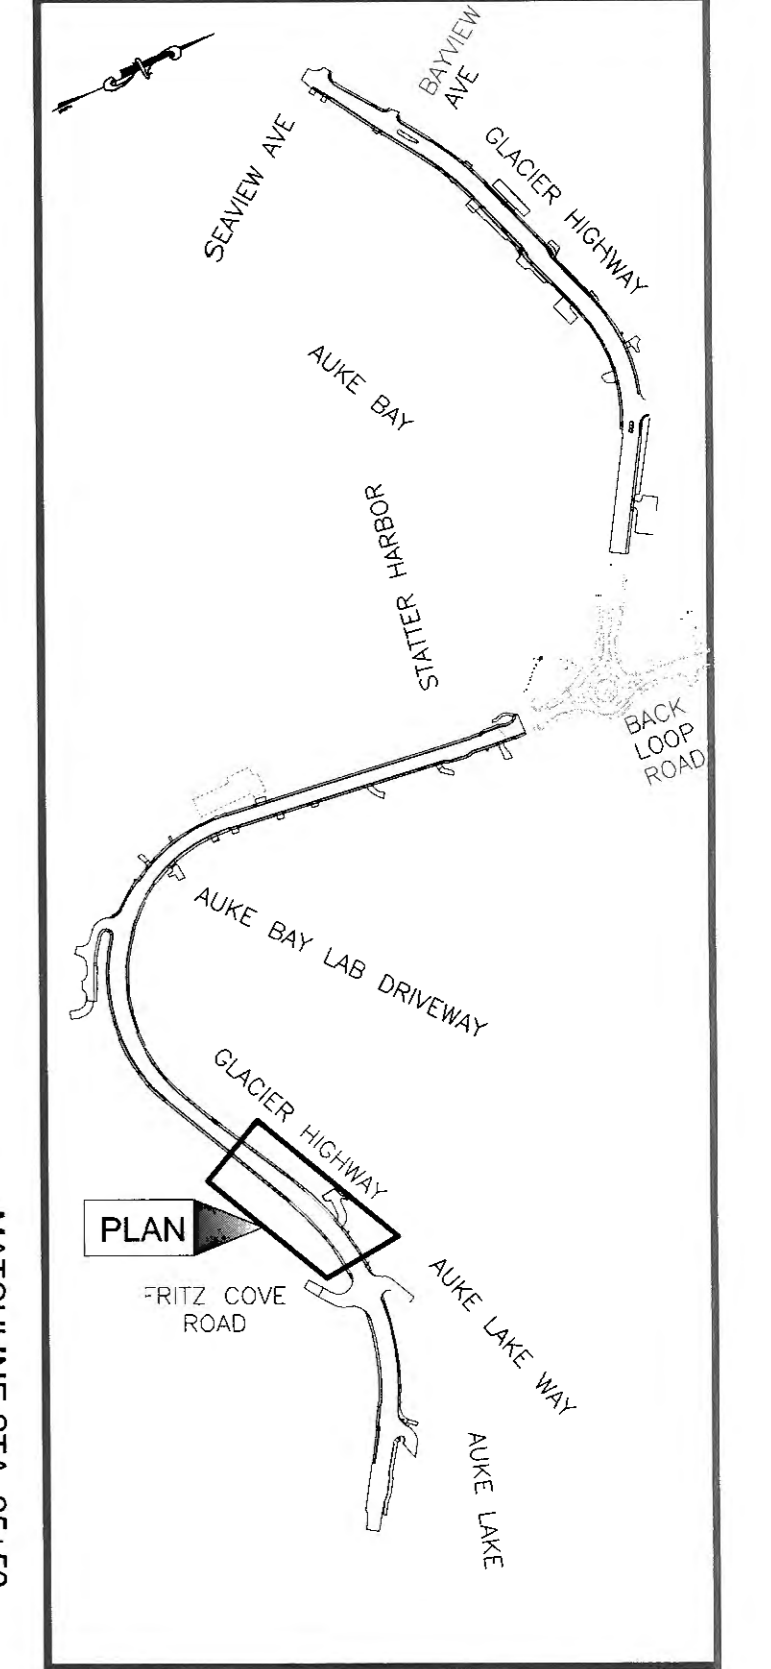 BAYVIEW
AVE
SEAVIEW AVE
GLACIER HIGHWAY
AUKE BAY
STATTER HARBOR
BACK
LOOP
ROAD
AUKE BAY LAB DRIVEWAY
GLACIER HIGHWAY
PLAN
FRITZ COVE
ROAD
AUKE LAKE WAY
AUKE LAKE